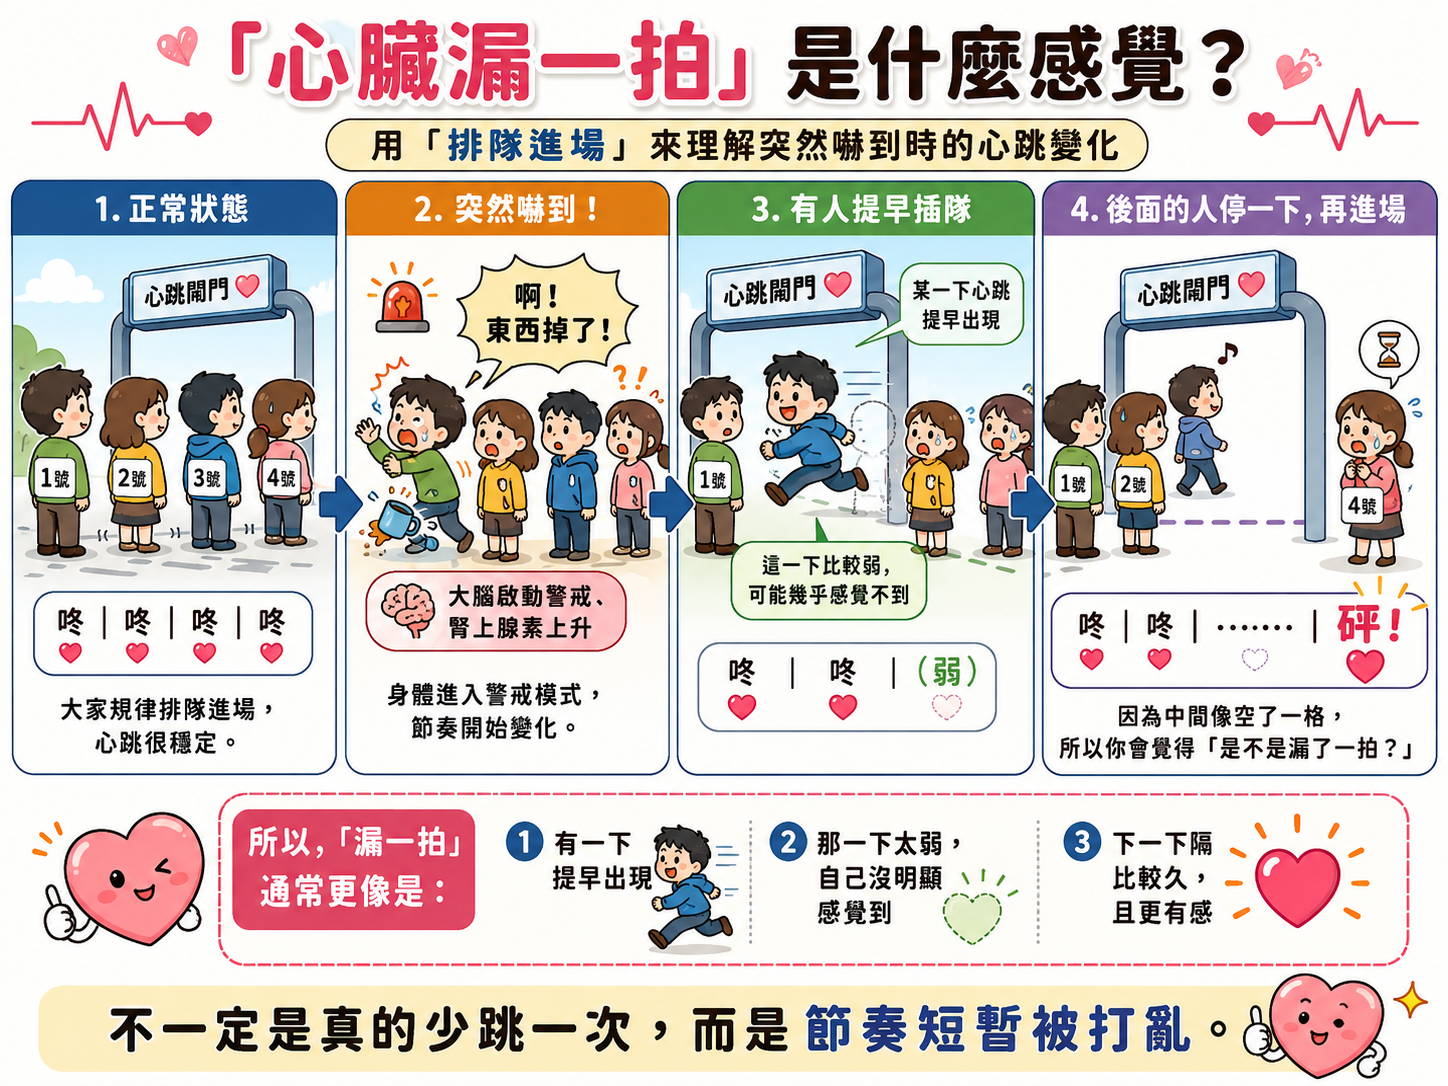 「心臟漏一拍」是什麼感覺？
用「排隊進場」來理解突然嚇到時的心跳變化
1. 正常狀態
心跳閘門
1號
2號
3號
4號
咚｜咚｜咚｜咚
大家規律排隊進場，
心跳很穩定。
2. 突然嚇到！
啊！
東西掉了！
?!
大腦啟動警戒、
腎上腺素上升
身體進入警戒模式，
節奏開始變化。
3. 有人提早插隊
心跳閘門
某一下心跳
提早出現
1號
這一下比較弱，
可能幾乎感覺不到
咚｜咚｜（弱）
4. 後面的人停一下，再進場
心跳閘門
1號
2號
4號
咚｜咚｜⋯⋯｜砰！
因為中間像空了一格，
所以你會覺得「是不是漏了一拍？」
所以，「漏一拍」
通常更像是：
1 有一下
提早出現
2 那一下太弱，
自己沒明顯
感覺到
3 下一下隔
比較久，
且更有感
不一定是真的少跳一次，而是節奏短暫被打亂。